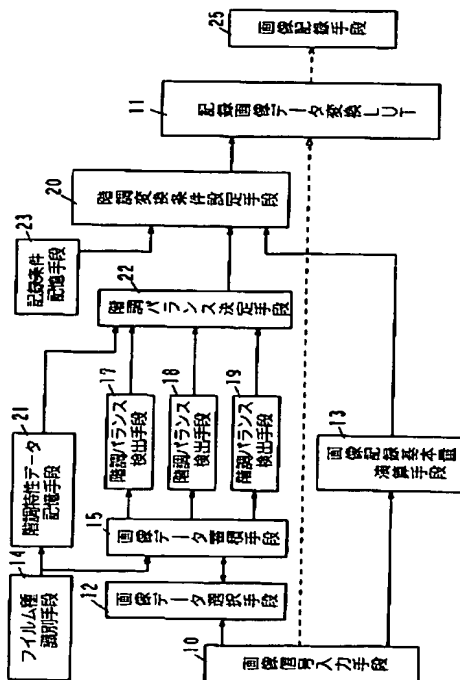 フイルム種
識別手段
14
階調特性データ
記憶手段
21
記録条件
記憶手段
23
画像信号入力手段
10
画像データ選択手段
12
画像データ蓄積手段
15
階調バランス
検出手段
17
階調バランス
検出手段
18
階調バランス
検出手段
19
階調バランス決定手段
22
階調変換条件設定手段
20
記録画像データ変換LUT
11
画像記録手段
25
画像記録基本量
演算手段
13